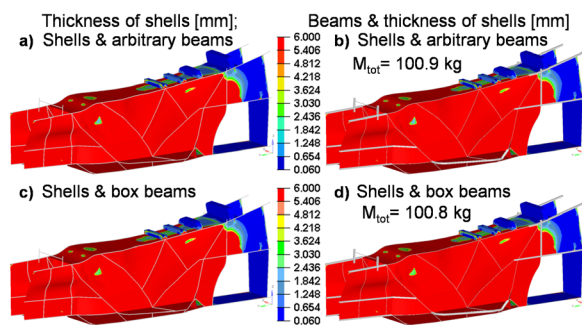 Thickness of shells [mm];
Beams & thickness of shells [mm]
a) Shells & arbitrary beams
b) Shells & arbitrary beams
M_tot= 100.9 kg
6.000
5.406
4.812
4.218
3.624
3.030
2.436
1.842
1.248
0.654
0.060
c) Shells & box beams
d) Shells & box beams
M_tot= 100.8 kg
6.000
5.406
4.812
4.218
3.624
3.030
2.436
1.842
1.248
0.654
0.060